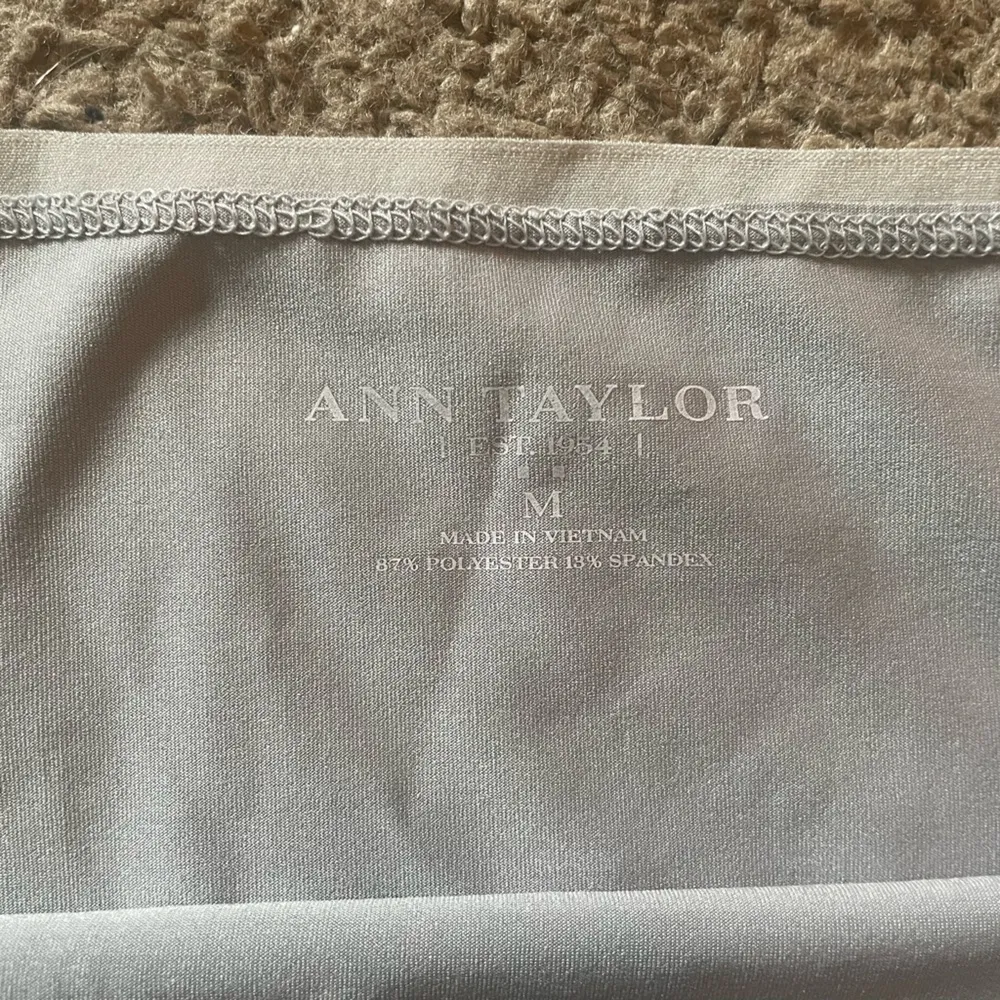 ANN TAYLOR
| EST. 1954 |
M
MADE IN VIETNAM
87% POLYESTER 13% SPANDEX